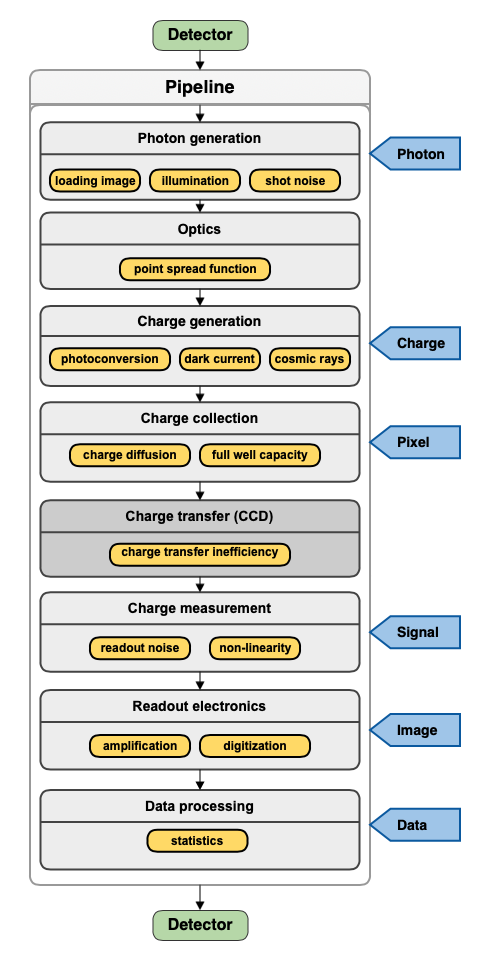 Detector
Pipeline
Photon generation
Photon
loading image illumination shot noise
Optics
point spread function
Charge generation
Charge
photoconversion dark current cosmic rays
Charge collection
Pixel
charge diffusion full well capacity
Charge transfer (CCD)
charge transfer inefficiency
Charge measurement
Signal
readout noise non-linearity
Readout electronics
Image
amplification digitization
Data processing
Data
statistics
Detector